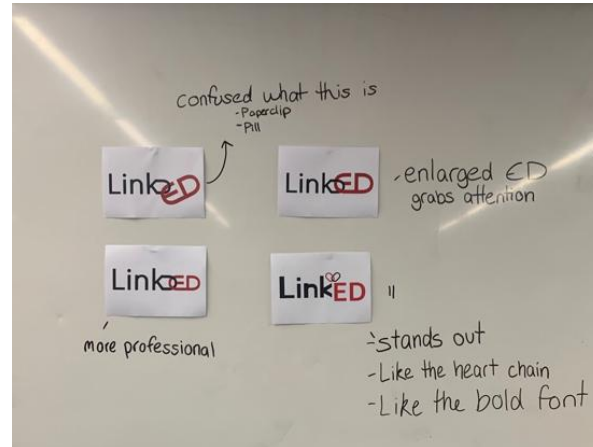 confused what this is
-Paperclip
-Pill
LinkED
LinkED
-enlarged ED
grabs attention
LinkED
LinkED
11
more professional
-stands out
-Like the heart chain
-Like the bold font